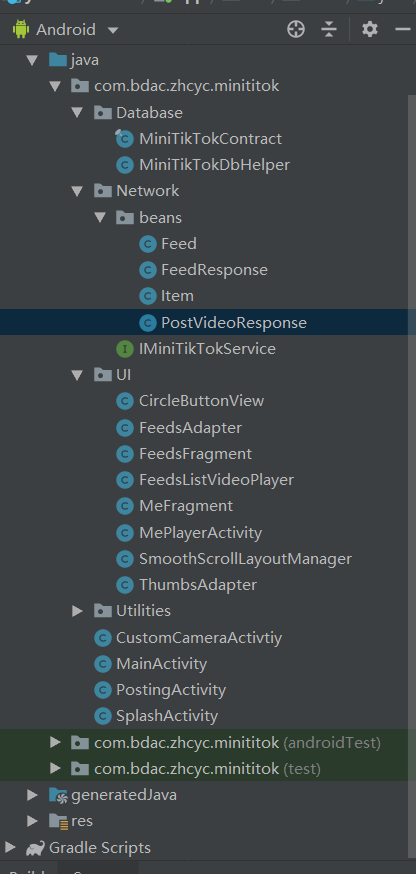 Android
java
com.bdac.zhcyc.minititok
Database
MiniTikTokContract
MiniTikTokDbHelper
Network
beans
Feed
FeedResponse
Item
PostVideoResponse
IMiniTikTokService
UI
CircleButtonView
FeedsAdapter
FeedsFragment
FeedsListVideoPlayer
MeFragment
MePlayerActivity
SmoothScrollLayoutManager
ThumbsAdapter
Utilities
CustomCameraActivtiy
MainActivity
PostingActivity
SplashActivity
com.bdac.zhcyc.minititok (androidTest)
com.bdac.zhcyc.minititok (test)
generatedJava
res
Gradle Scripts